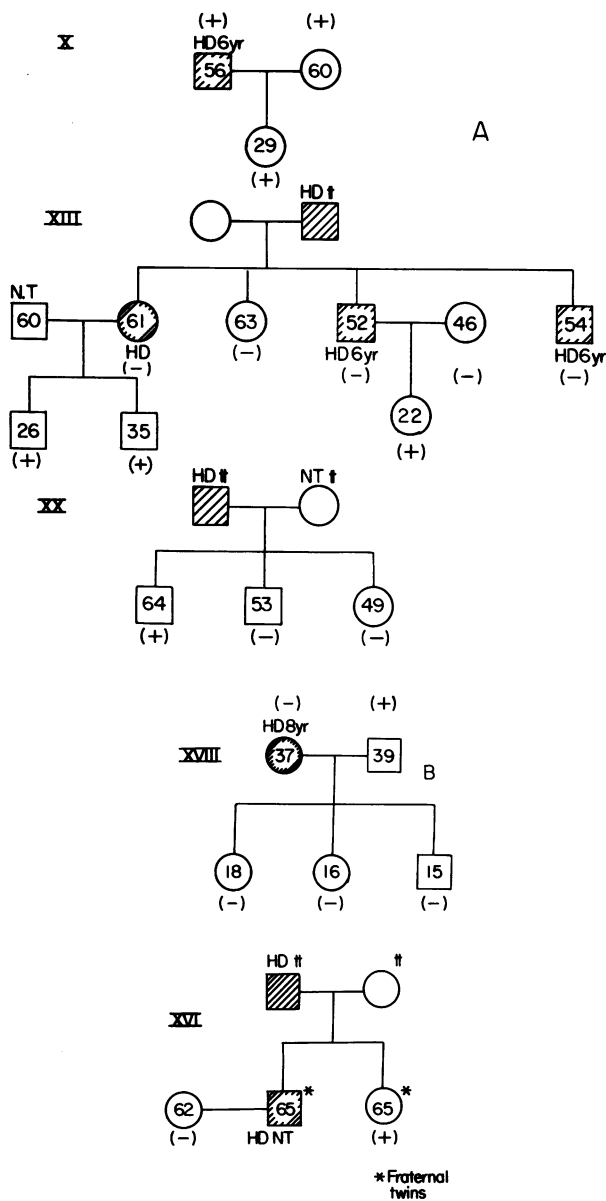 (+) (+)
X HD6yr
56 60
29
A
(+)
XIII HD †
N.T
60 61 63 52 46 54
HD HD6yr HD6yr
(-) (-) (-) (-) (-)
26 35 22
(+) (+) (+)
XX HD †† NT †
64 53 49
(+) (-) (-)
(-) (+)
HD8yr
XVIII 37 39
B
18 16 15
(-) (-) (-)
HD †† ††
XVI
62 65* 65*
(-) HD NT (+)
*Fraternal
twins